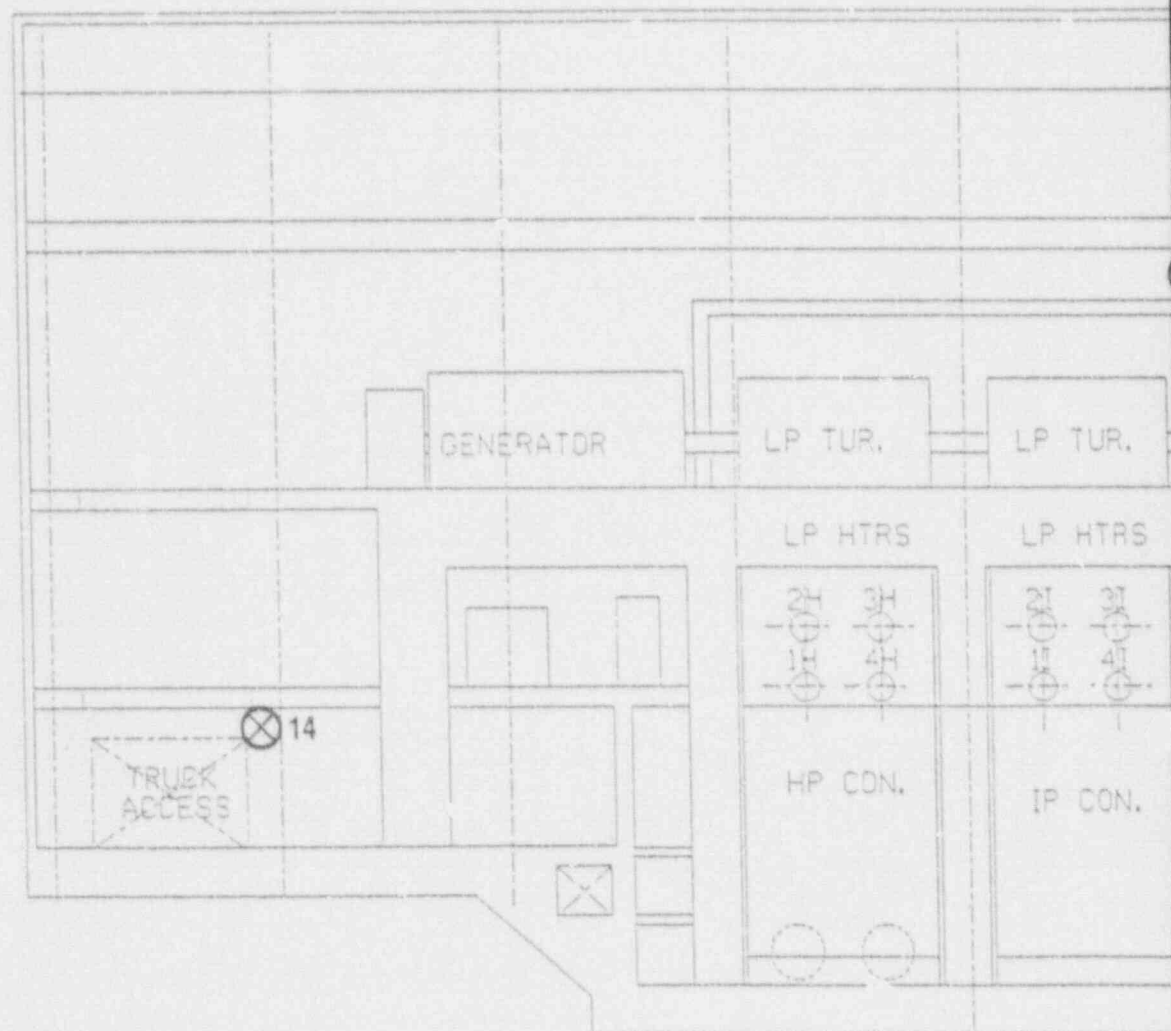 GENERATOR
LP TUR.
LP TUR.
LP HTRS
LP HTRS
2H 3H
2I 3I
1H 4H
1I 4I
14
TRUCK
ACCESS
HP CON.
IP CON.